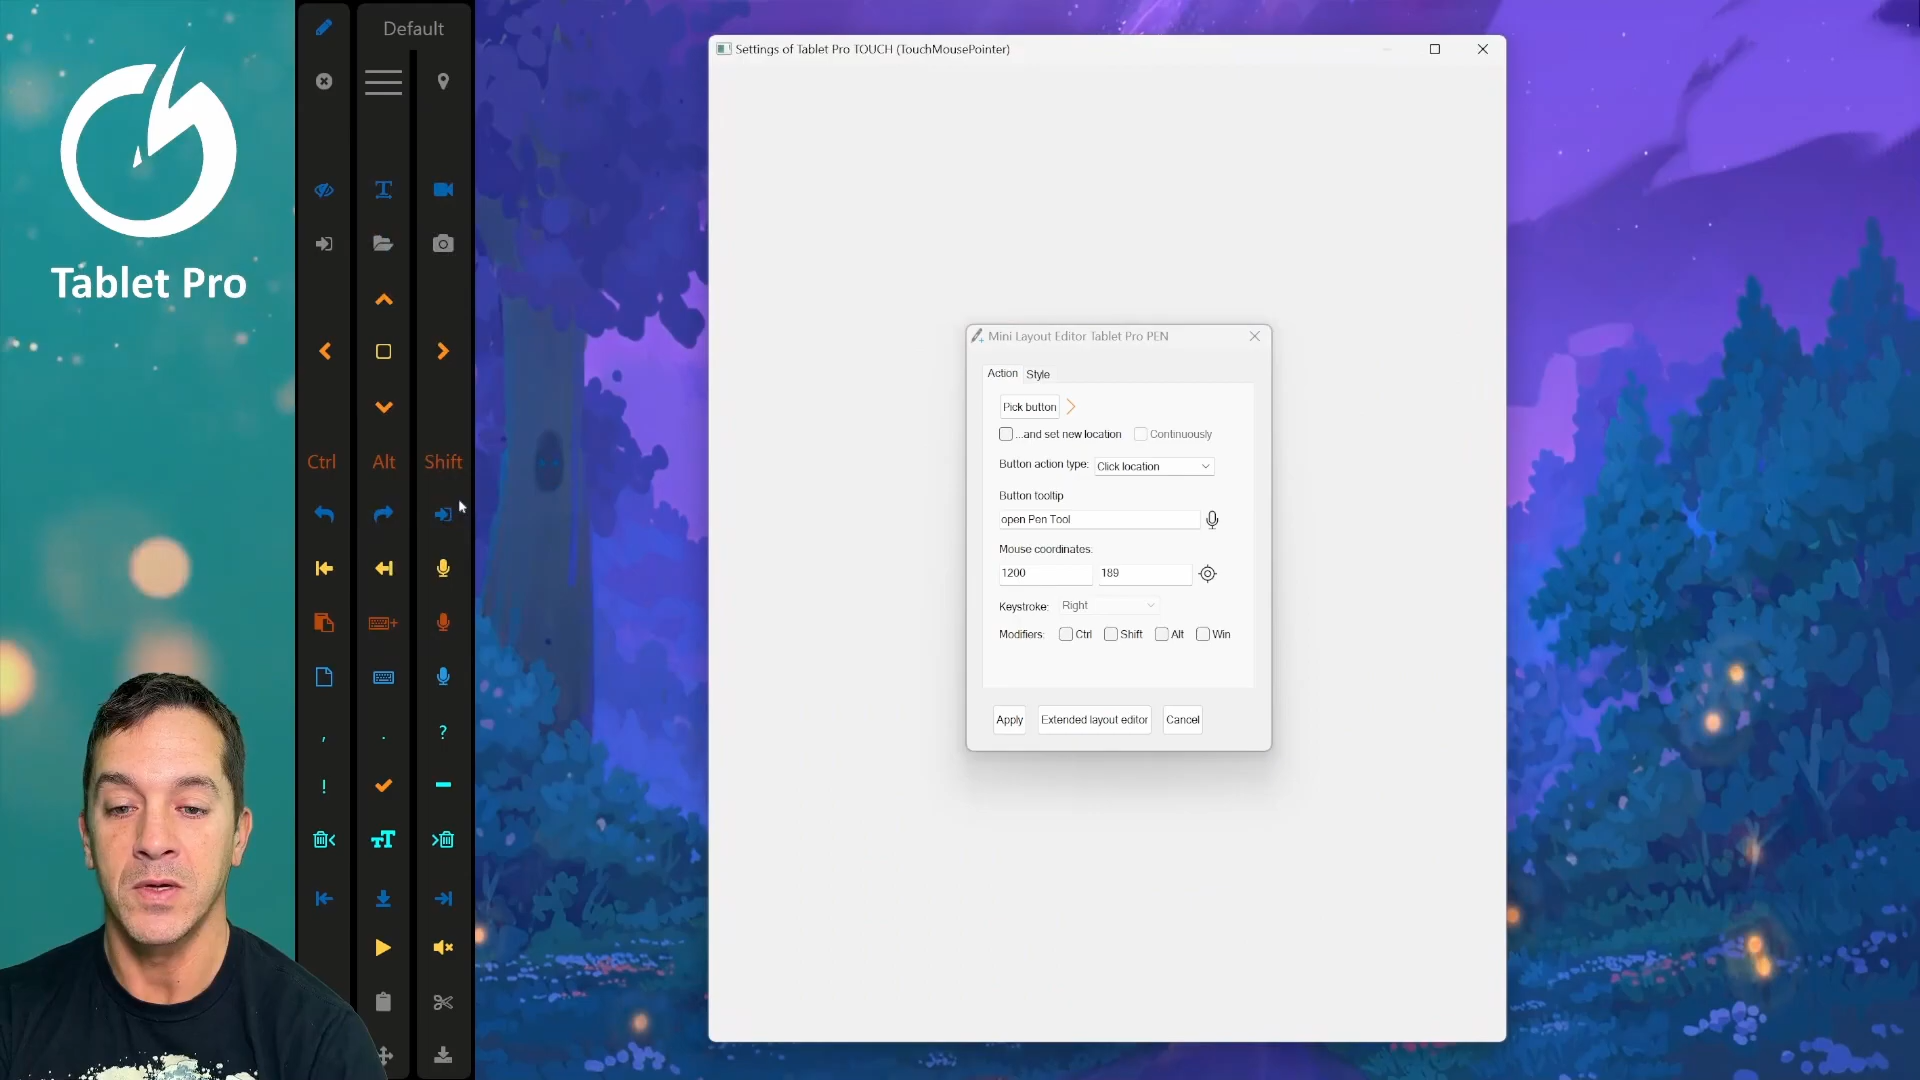 Tablet Pro
Default
Ctrl Alt Shift
, . ?
!
Settings of Tablet Pro TOUCH (TouchMousePointer)
Mini Layout Editor Tablet Pro PEN
Action Style
Pick button
...and set new location Continuously
Button action type: Click location
Button tooltip
open Pen Tool
Mouse coordinates:
1200 189
Keystroke: Right
Modifiers: Ctrl Shift Alt Win
Apply Extended layout editor Cancel